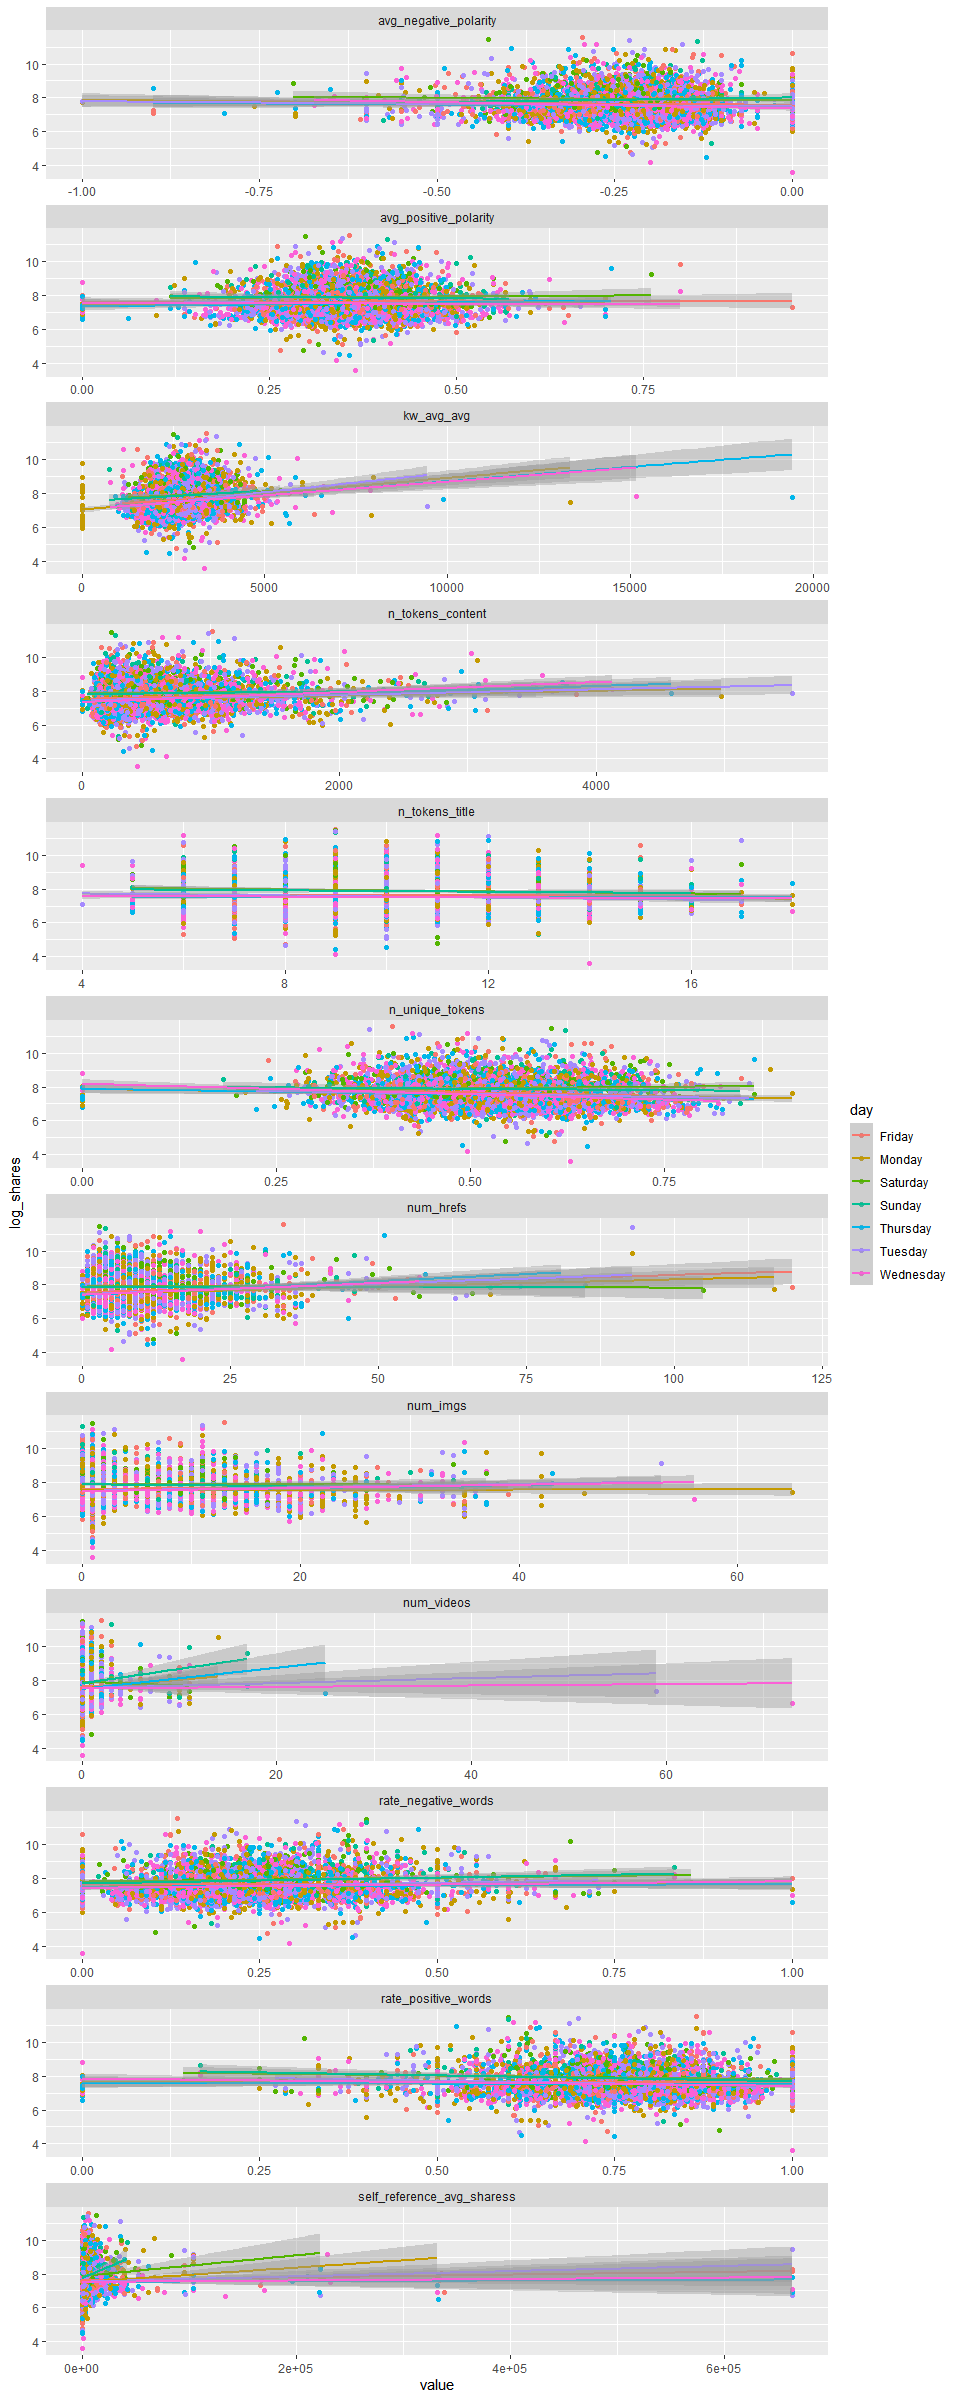 avg_negative_polarity
10
8
6
4
-1.00 -0.75 -0.50 -0.25 0.00
avg_positive_polarity
10
8
6
4
0.00 0.25 0.50 0.75
kw_avg_avg
10
8
6
4
0 5000 10000 15000 20000
n_tokens_content
10
8
6
4
0 2000 4000
n_tokens_title
10
8
6
4
4 8 12 16
n_unique_tokens
10
8
6
4
0.00 0.25 0.50 0.75
num_hrefs
10
8
6
4
0 25 50 75 100 125
num_imgs
10
8
6
4
0 20 40 60
num_videos
10
8
6
4
0 20 40 60
rate_negative_words
10
8
6
4
0.00 0.25 0.50 0.75 1.00
rate_positive_words
10
8
6
4
0.00 0.25 0.50 0.75 1.00
self_reference_avg_sharess
10
8
6
4
0e+00 2e+05 4e+05 6e+05
value
log_shares
day
Friday
Monday
Saturday
Sunday
Thursday
Tuesday
Wednesday